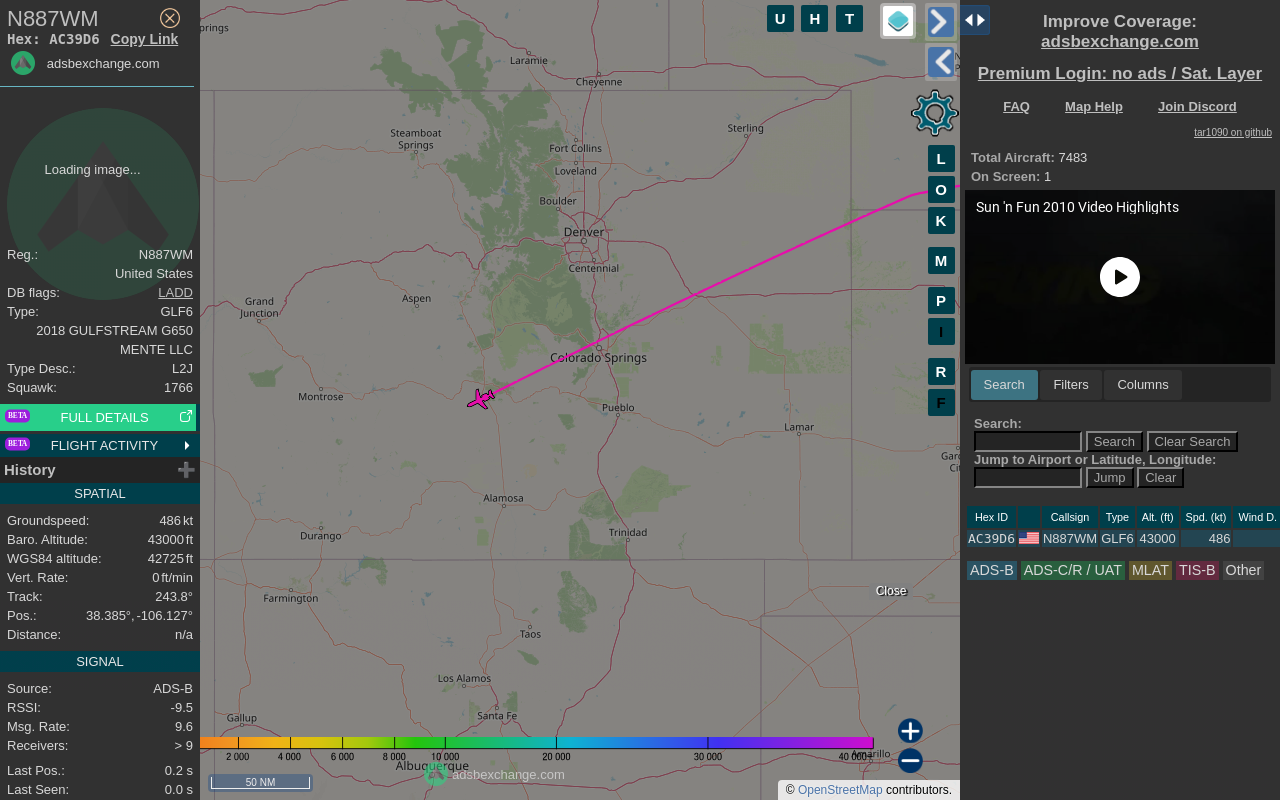 N887WM
Hex: AC39D6 Copy Link
adsbexchange.com
Loading image...
Reg.: N887WM
United States
DB flags: LADD
Type: GLF6
2018 GULFSTREAM G650
MENTE LLC
Type Desc.: L2J
Squawk: 1766
BETA FULL DETAILS
BETA FLIGHT ACTIVITY
History
SPATIAL
Groundspeed: 486 kt
Baro. Altitude: 43000 ft
WGS84 altitude: 42725 ft
Vert. Rate: 0 ft/min
Track: 243.8°
Pos.: 38.385°, -106.127°
Distance: n/a
SIGNAL
Source: ADS-B
RSSI: -9.5
Msg. Rate: 9.6
Receivers: > 9
Last Pos.: 0.2 s
Last Seen: 0.0 s
prings
Laramie
Cheyenne
Steamboat
Springs
Sterling
Fort Collins
Loveland
Boulder
Denver
Centennial
Grand
Junction
Aspen
Colorado Springs
Montrose
Pueblo
Lamar
Gard
Cit
Alamosa
Durango
Trinidad
Farmington
Taos
Los Alamos
Santa Fe
Gallup
Albuquerque
Amarillo
U H T
L
O
K
M
P
I
R
F
Close
2 000 4 000 6 000 8 000 10 000 20 000 30 000 40 000
adsbexchange.com
50 NM
© OpenStreetMap contributors.
Improve Coverage:
adsbexchange.com
Premium Login: no ads / Sat. Layer
FAQ Map Help Join Discord
tar1090 on github
Total Aircraft: 7483
On Screen: 1
Sun 'n Fun 2010 Video Highlights
Search Filters Columns
Search:
Search Clear Search
Jump to Airport or Latitude, Longitude:
Jump Clear
Hex ID Callsign Type Alt. (ft) Spd. (kt) Wind D.
AC39D6 N887WM GLF6 43000 486
ADS-B ADS-C/R / UAT MLAT TIS-B Other